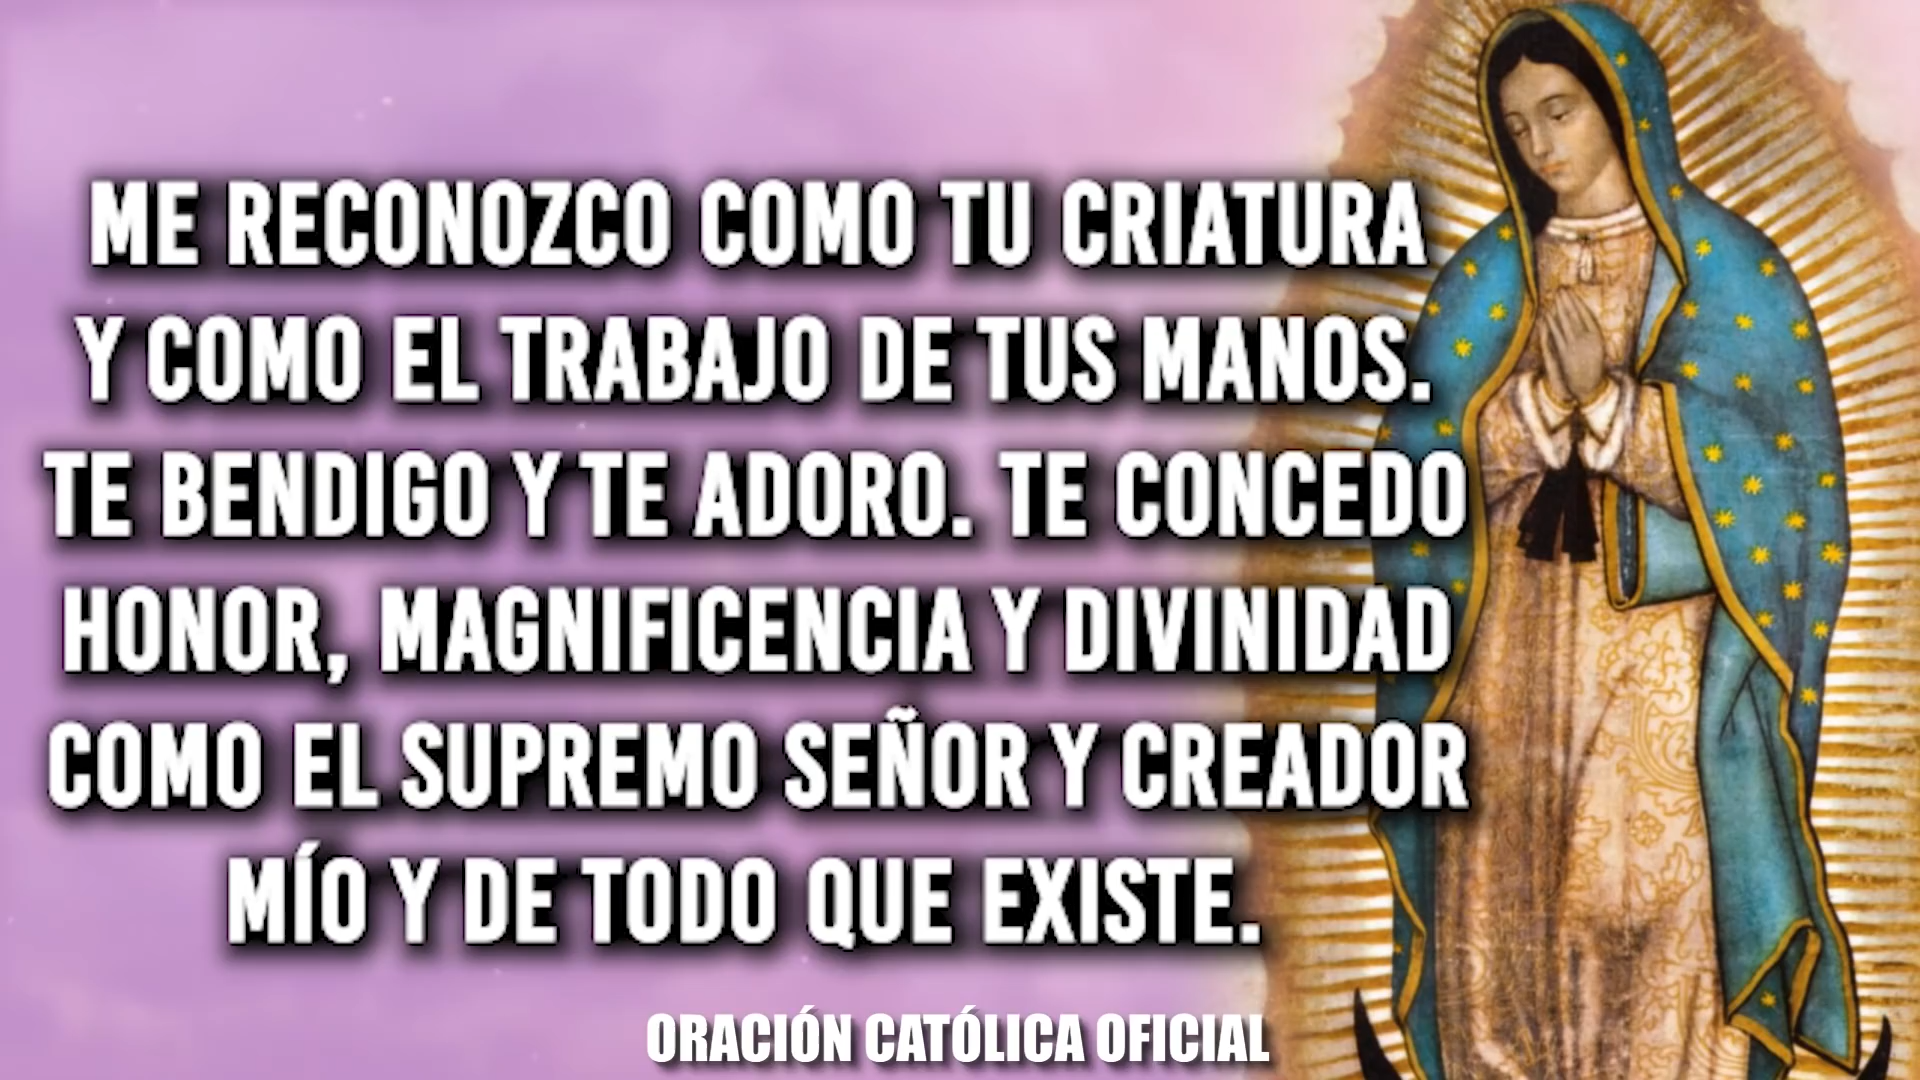 ME RECONOZCO COMO TU CRIATURA
Y COMO EL TRABAJO DE TUS MANOS.
TE BENDIGO Y TE ADORO. TE CONCEDO
HONOR, MAGNIFICENCIA Y DIVINIDAD
COMO EL SUPREMO SEÑOR Y CREADOR
MÍO Y DE TODO QUE EXISTE.
ORACIÓN CATÓLICA OFICIAL